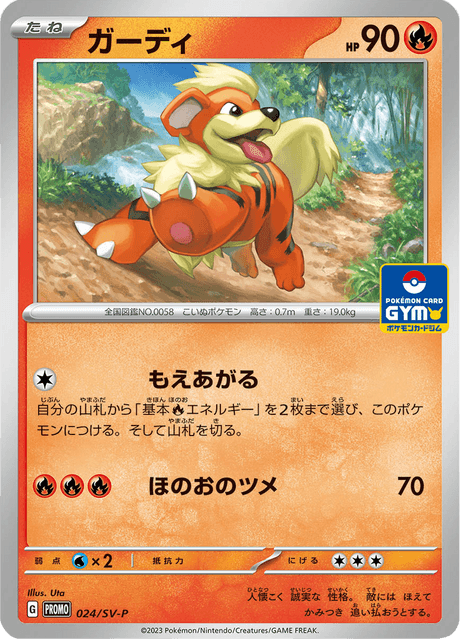 たね ガーディ HP 90
全国図鑑NO.0058 こいぬポケモン 高さ:0.7m 重さ:19.0kg
POKÉMON CARD
GYM
ポケモンカードジム
もえあがる
自分の山札から「基本エネルギー」を2枚まで選び、このポケ
モンにつける。そして山札を切る。
ほのおのツメ 70
弱点 ×2 抵抗力 にげる
Illus. Uta
G PROMO 024/SV-P
人懐こく 誠実な 性格。 敵には ほえて
かみつき 追い払おうとする。
©2023 Pokémon/Nintendo/Creatures/GAME FREAK.